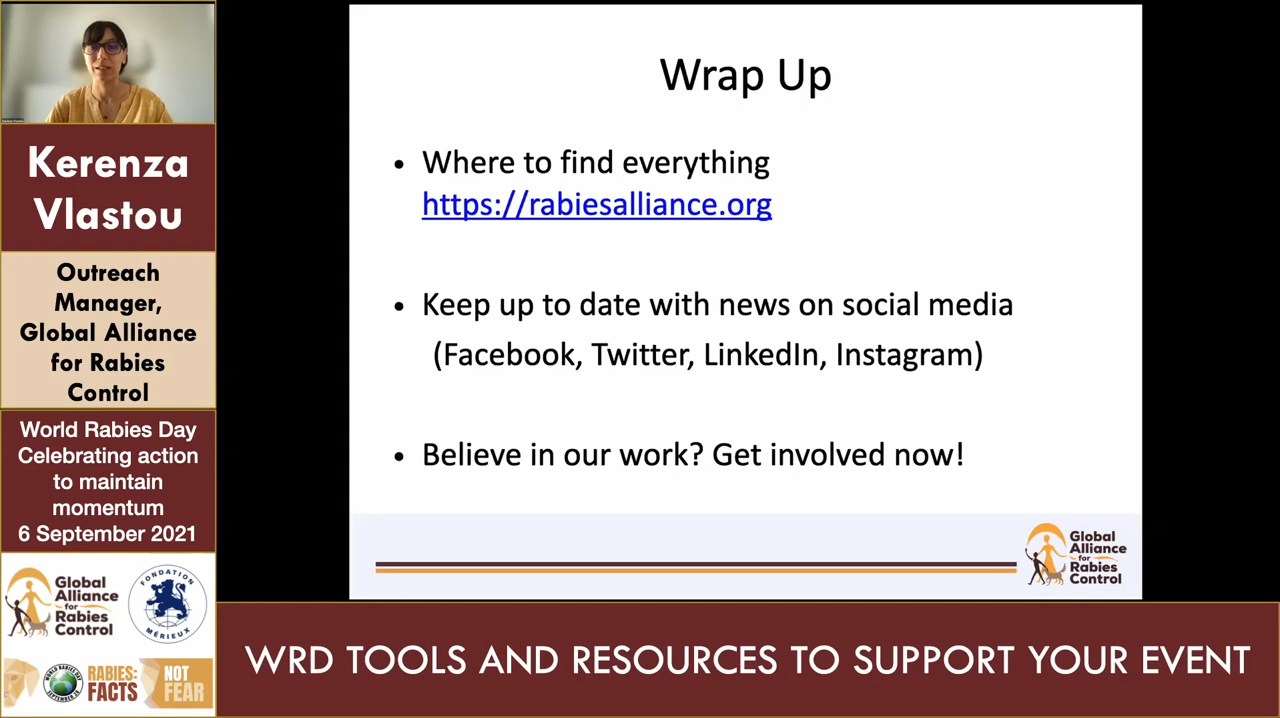 Kerenza
Vlastou
Outreach
Manager,
Global Alliance
for Rabies
Control
World Rabies Day
Celebrating action
to maintain
momentum
6 September 2021
Global
Alliance
for
Rabies
Control
FONDATION
MÉRIEUX
WORLD RABIES DAY
SEPTEMBER 28
RABIES:
FACTS
NOT
FEAR
Wrap Up
• Where to find everything
https://rabiesalliance.org
• Keep up to date with news on social media
(Facebook, Twitter, LinkedIn, Instagram)
• Believe in our work? Get involved now!
Global
Alliance
for
Rabies
Control
WRD TOOLS AND RESOURCES TO SUPPORT YOUR EVENT